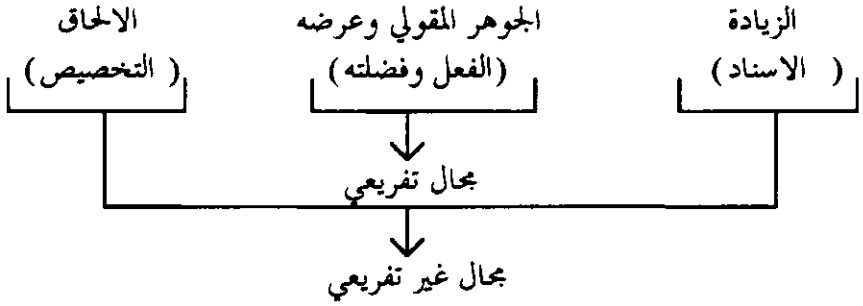 الزيادة الجوهر المقولي وعرضه الالحاق
( الاسناد) (الفعل وفضلته) ( التخصيص)
مجال تفريعي
مجال غير تفريعي